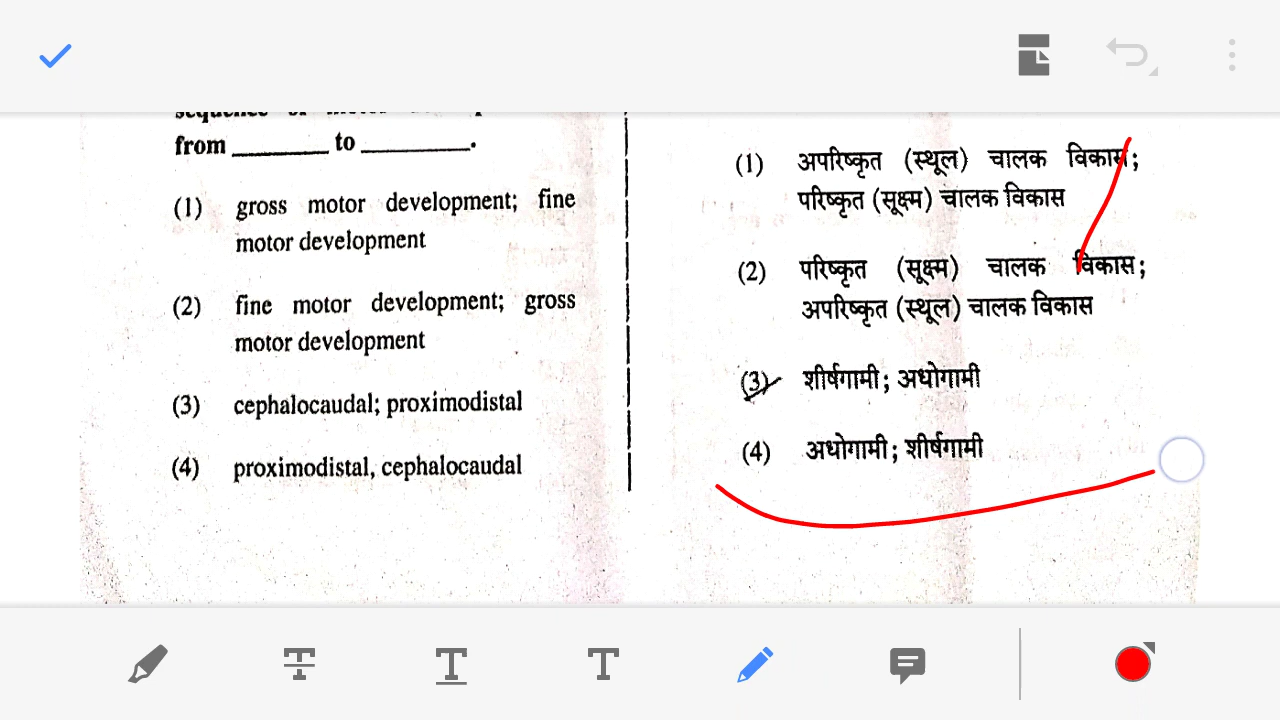 from ________ to ________.
(1) gross motor development; fine
motor development
(2) fine motor development; gross
motor development
(3) cephalocaudal; proximodistal
(4) proximodistal, cephalocaudal
(1) अपरिष्कृत (स्थूल) चालक विकास;
परिष्कृत (सूक्ष्म) चालक विकास
(2) परिष्कृत (सूक्ष्म) चालक विकास;
अपरिष्कृत (स्थूल) चालक विकास
(3) शीर्षगामी; अधोगामी
(4) अधोगामी; शीर्षगामी
T
T
T